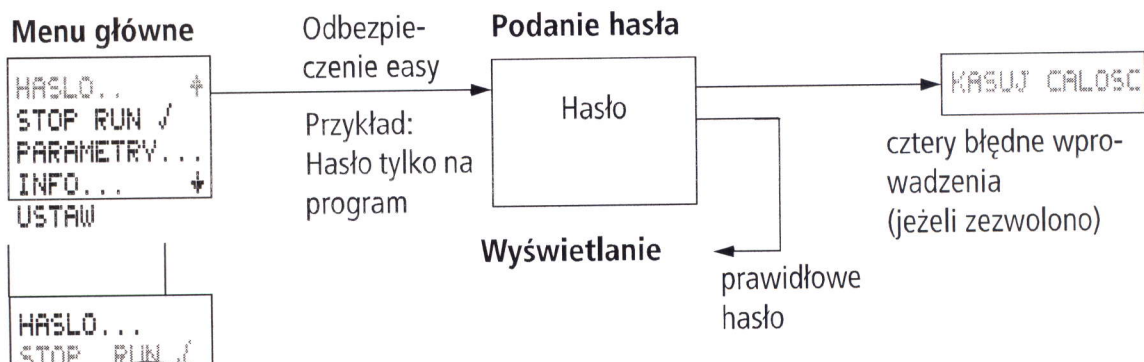 Menu główne
HASLO..
STOP RUN √
PARAMETRY...
INFO...
USTAW
Odbezpie-
czenie easy
Przykład:
Hasło tylko na
program
Podanie hasła
Hasło
Wyświetlanie
KASUJ CALOSC
cztery błędne wpro-
wadzenia
(jeżeli zezwolono)
prawidłowe
hasło
HASLO...
STOP RUN √